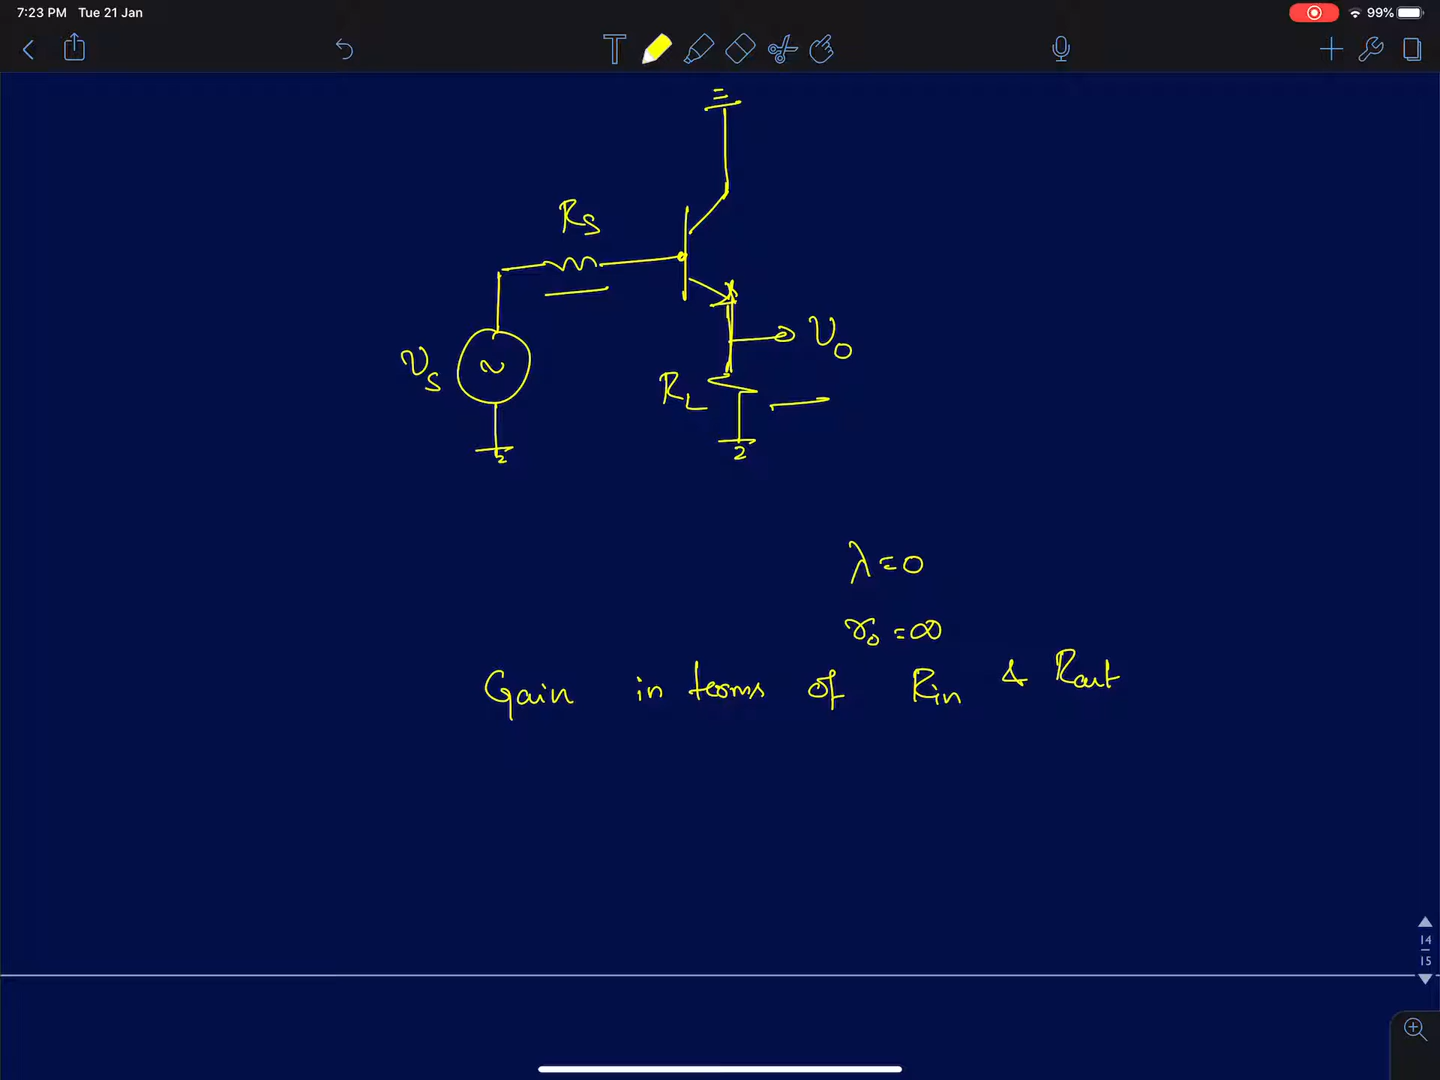 7:23 PM Tue 21 Jan
99%
T
Rs
Vs
Vo
RL
λ=0
ro=∞
Gain in terms of Rin & Rout
14
15